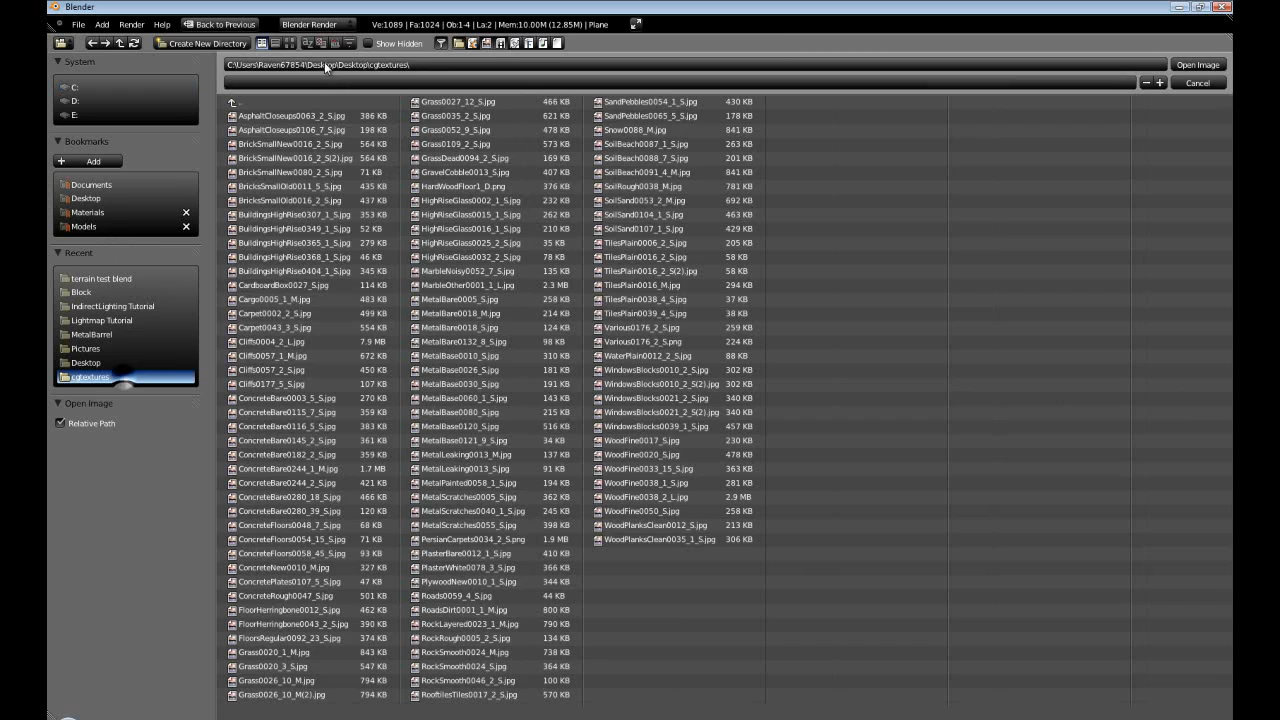 Blender
File Add Render Help Back to Previous Blender Render Ve:1089 | Fa:1024 | Ob:1-4 | La:2 | Mem:10.00M (12.85M) | Plane
Create New Directory Show Hidden
System
C:
D:
E:
Bookmarks
Add
Documents
Desktop
Materials
Models
Recent
terrain test blend
Block
IndirectLighting Tutorial
Lightmap Tutorial
MetalBarrel
Pictures
Desktop
cgtextures
Open Image
Relative Path
C:\Users\Raven67854\Desktop\Desktop\cgtextures\
Open Image
Cancel
..
AsphaltCloseups0063_2_S.jpg 386 KB
AsphaltCloseups0106_7_S.jpg 198 KB
BrickSmallNew0016_2_S.jpg 564 KB
BrickSmallNew0016_2_S(2).jpg 564 KB
BrickSmallNew0080_2_S.jpg 71 KB
BricksSmallOld0011_5_S.jpg 435 KB
BricksSmallOld0016_2_S.jpg 437 KB
BuildingsHighRise0307_1_S.jpg 353 KB
BuildingsHighRise0349_1_S.jpg 52 KB
BuildingsHighRise0365_1_S.jpg 279 KB
BuildingsHighRise0368_1_S.jpg 46 KB
BuildingsHighRise0404_1_S.jpg 345 KB
CardboardBox0027_S.jpg 114 KB
Cargo0005_1_M.jpg 483 KB
Carpet0002_2_S.jpg 499 KB
Carpet0043_3_S.jpg 554 KB
Cliffs0004_2_L.jpg 7.9 MB
Cliffs0057_1_M.jpg 672 KB
Cliffs0057_2_S.jpg 450 KB
Cliffs0177_5_S.jpg 107 KB
ConcreteBare0003_5_S.jpg 270 KB
ConcreteBare0115_7_S.jpg 359 KB
ConcreteBare0116_5_S.jpg 383 KB
ConcreteBare0145_2_S.jpg 361 KB
ConcreteBare0182_2_S.jpg 359 KB
ConcreteBare0244_1_M.jpg 1.7 MB
ConcreteBare0244_2_S.jpg 421 KB
ConcreteBare0280_18_S.jpg 466 KB
ConcreteBare0280_39_S.jpg 120 KB
ConcreteFloors0048_7_S.jpg 68 KB
ConcreteFloors0054_15_S.jpg 71 KB
ConcreteFloors0058_45_S.jpg 93 KB
ConcreteNew0010_M.jpg 327 KB
ConcretePlates0107_5_S.jpg 47 KB
ConcreteRough0047_S.jpg 501 KB
FloorHerringbone0012_S.jpg 462 KB
FloorHerringbone0043_2_S.jpg 390 KB
FloorsRegular0092_23_S.jpg 374 KB
Grass0020_1_M.jpg 843 KB
Grass0020_3_S.jpg 547 KB
Grass0026_10_M.jpg 794 KB
Grass0026_10_M(2).jpg 794 KB
Grass0027_12_S.jpg 466 KB
Grass0035_2_S.jpg 621 KB
Grass0052_9_S.jpg 478 KB
Grass0109_2_S.jpg 573 KB
GrassDead0094_2_S.jpg 169 KB
GravelCobble0013_S.jpg 407 KB
HardWoodFloor1_D.png 376 KB
HighRiseGlass0002_1_S.jpg 232 KB
HighRiseGlass0015_1_S.jpg 262 KB
HighRiseGlass0016_1_S.jpg 210 KB
HighRiseGlass0025_2_S.jpg 35 KB
HighRiseGlass0032_2_S.jpg 78 KB
MarbleNoisy0052_7_S.jpg 135 KB
MarbleOther0001_1_L.jpg 2.3 MB
MetalBare0005_S.jpg 258 KB
MetalBare0018_M.jpg 214 KB
MetalBare0018_S.jpg 124 KB
MetalBare0132_8_S.jpg 98 KB
MetalBase0010_S.jpg 310 KB
MetalBase0026_S.jpg 181 KB
MetalBase0030_S.jpg 191 KB
MetalBase0060_1_S.jpg 143 KB
MetalBase0080_S.jpg 215 KB
MetalBase0120_S.jpg 516 KB
MetalBase0121_9_S.jpg 34 KB
MetalLeaking0013_M.jpg 137 KB
MetalLeaking0013_S.jpg 91 KB
MetalPainted0058_1_S.jpg 194 KB
MetalScratches0005_S.jpg 362 KB
MetalScratches0040_1_S.jpg 245 KB
MetalScratches0055_S.jpg 398 KB
PersianCarpets0034_2_S.png 1.9 MB
PlasterBare0012_1_S.jpg 410 KB
PlasterWhite0078_3_S.jpg 366 KB
PlywoodNew0010_1_S.jpg 344 KB
Roads0059_4_S.jpg 44 KB
RoadsDirt0001_1_M.jpg 800 KB
RockLayered0023_1_M.jpg 790 KB
RockRough0005_2_S.jpg 134 KB
RockSmooth0024_M.jpg 738 KB
RockSmooth0024_S.jpg 364 KB
RockSmooth0046_2_S.jpg 100 KB
RooftilesTiles0017_2_S.jpg 570 KB
SandPebbles0054_1_S.jpg 430 KB
SandPebbles0065_5_S.jpg 178 KB
Snow0088_M.jpg 841 KB
SoilBeach0087_1_S.jpg 263 KB
SoilBeach0088_7_S.jpg 201 KB
SoilBeach0091_4_M.jpg 841 KB
SoilRough0038_M.jpg 781 KB
SoilSand0053_2_M.jpg 692 KB
SoilSand0104_1_S.jpg 463 KB
SoilSand0107_1_S.jpg 429 KB
TilesPlain0006_2_S.jpg 205 KB
TilesPlain0016_2_S.jpg 58 KB
TilesPlain0016_2_S(2).jpg 58 KB
TilesPlain0016_M.jpg 294 KB
TilesPlain0038_4_S.jpg 37 KB
TilesPlain0039_4_S.jpg 38 KB
Various0176_2_S.jpg 259 KB
Various0176_2_S.png 224 KB
WaterPlain0012_2_S.jpg 88 KB
WindowsBlocks0010_2_S.jpg 302 KB
WindowsBlocks0010_2_S(2).jpg 302 KB
WindowsBlocks0021_2_S.jpg 340 KB
WindowsBlocks0021_2_S(2).jpg 340 KB
WindowsBlocks0039_1_S.jpg 457 KB
WoodFine0017_S.jpg 230 KB
WoodFine0020_S.jpg 478 KB
WoodFine0033_15_S.jpg 363 KB
WoodFine0038_1_S.jpg 281 KB
WoodFine0038_2_L.jpg 2.9 MB
WoodFine0050_S.jpg 258 KB
WoodPlanksClean0012_S.jpg 213 KB
WoodPlanksClean0035_1_S.jpg 306 KB